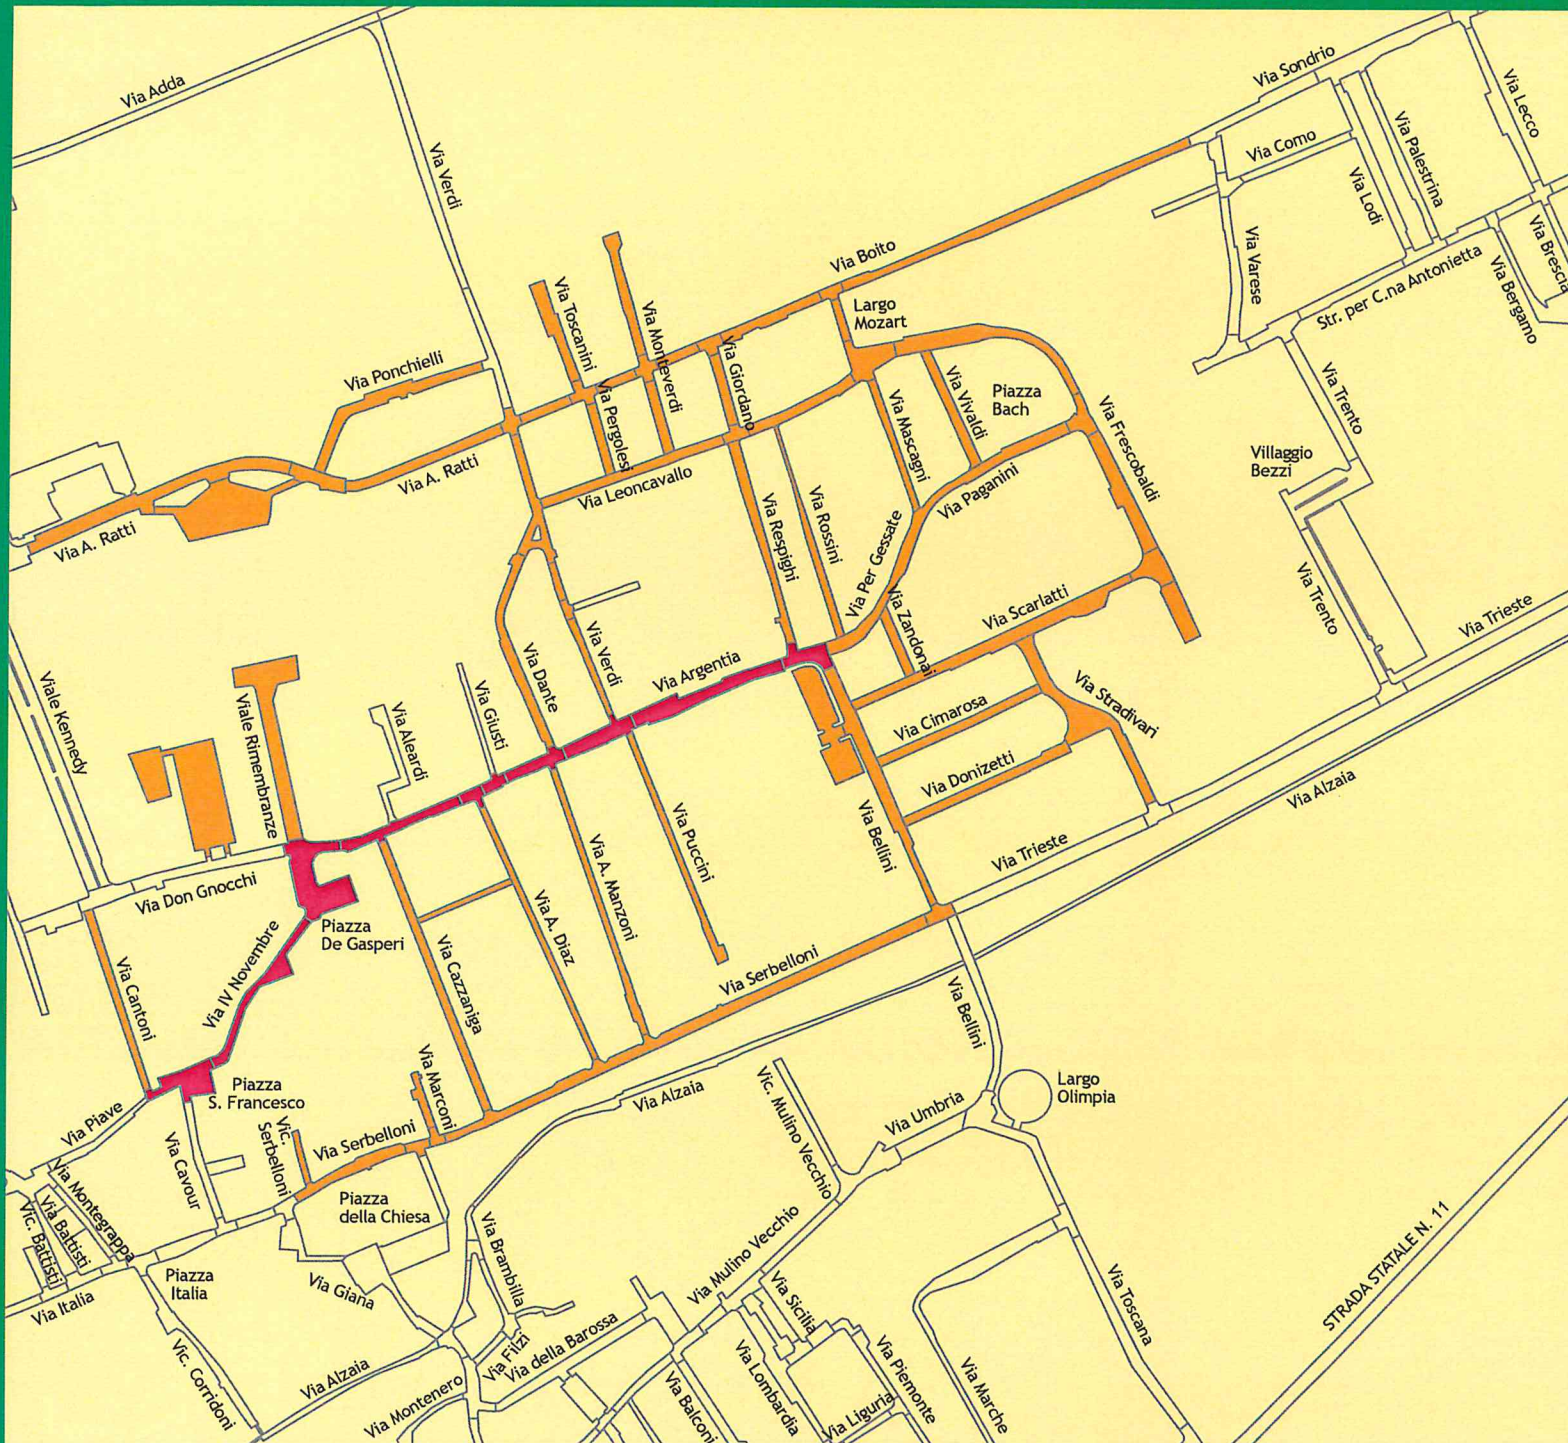 Via Adda
Via Verdi
Via Sondrio
Via Lecco
Via Como
Via Palestrina
Via Lodi
Via Brescia
Via Varese
Str. per C.na Antonietta
Via Bergamo
Via Boito
Largo
Mozart
Via Toscanini
Via Monteverdi
Via Giordano
Via Ponchielli
Via Pergolesi
Via Mascagni
Via Vivaldi
Piazza
Bach
Via Frescobaldi
Via Trento
Villaggio
Bezzi
Via A. Ratti
Via Leoncavallo
Via Paganini
Via A. Ratti
Via Respighi
Via Rossini
Via Per Gessate
Via Zandonai
Via Scarlatti
Via Trento
Via Trieste
Viale Kennedy
Viale Rimembranze
Via Aleardi
Via Giusti
Via Dante
Via Verdi
Via Argentia
Via Cimarosa
Via Stradivari
Via Donizetti
Via Alzaia
Via Puccini
Via Bellini
Via Trieste
Via Don Gnocchi
Via A. Manzoni
Via A. Diaz
Piazza
De Gasperi
Via IV Novembre
Via Cantoni
Via Cazzaniga
Via Serbelloni
Via Bellini
Via Marconi
Piazza
S. Francesco
Via Piave
Via Cavour
Vic.
Serbelloni
Via Serbelloni
Via Alzaia
Vic. Mulino Vecchio
Via Umbria
Largo
Olimpia
Via Montegrappa
Via Battisti
Vic. Battisti
Piazza
della Chiesa
Via Brambilla
Via Mulino Vecchio
Piazza
Italia
Via Italia
Via Giana
Via Sicilia
Via Toscana
STRADA STATALE N. 11
Vic. Corridoni
Via Alzaia
Via Filzi
Via della Barossa
Via Montenero
Via Balconi
Via Lombardia
Via Piemonte
Via Liguria
Via Marche